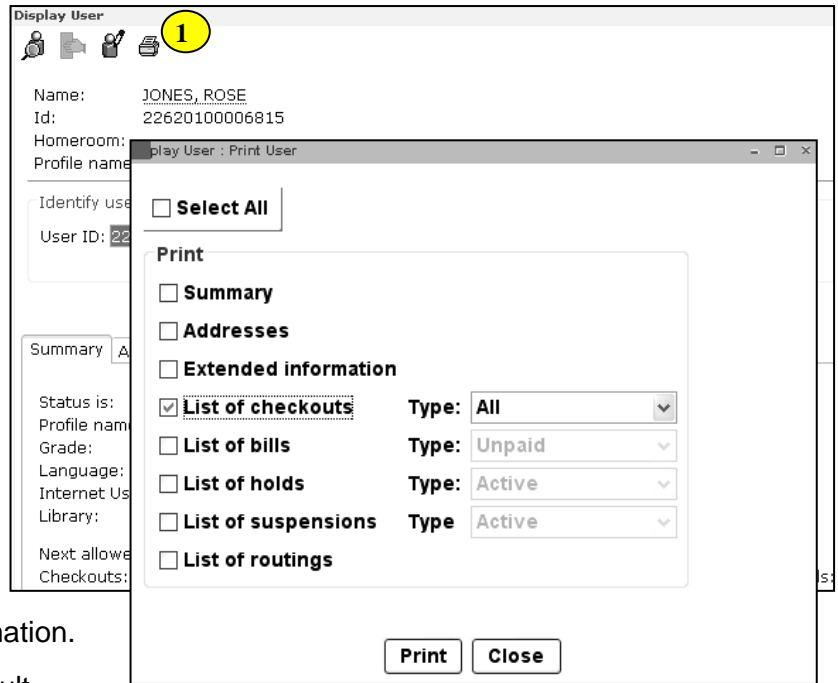 Display User
1
Name: JONES, ROSE
Id: 22620100006815
Homeroom:
Profile name
play User : Print User
Identify use
User ID: 22
Select All
Print
Summary
Addresses
Extended information
List of checkouts Type: All
List of bills Type: Unpaid
List of holds Type: Active
List of suspensions Type Active
List of routings
Summary A
Status is:
Profile nam
Grade:
Language:
Internet Us
Library:
Next allowe
Checkouts:
ls:
nation.
Print Close